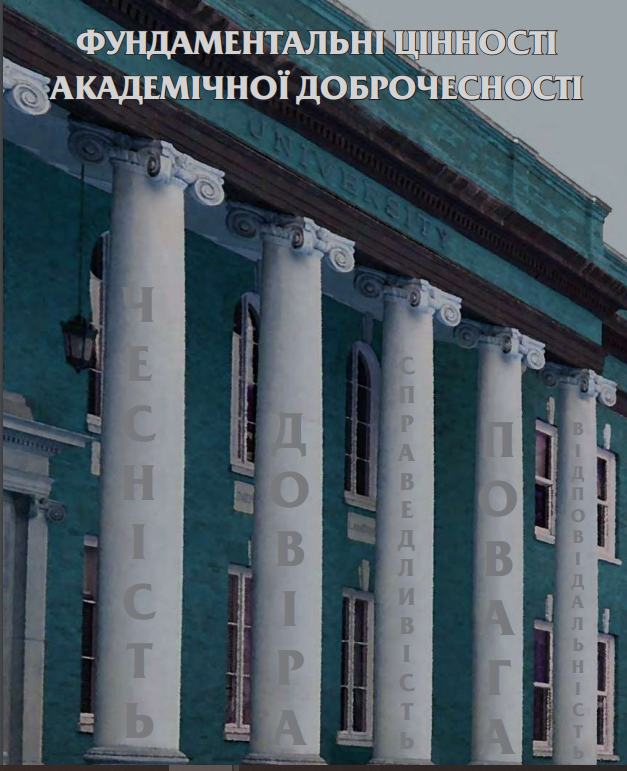 ФУНДАМЕНТАЛЬНІ ЦІННОСТІ
АКАДЕМІЧНОЇ ДОБРОЧЕСНОСТІ
UNIVERSITY
ЧЕСНІСТЬ
ДОВІРА
СПРАВЕДЛИВІСТЬ
ПОВАГА
ВІДПОВІДАЛЬНІСТЬ